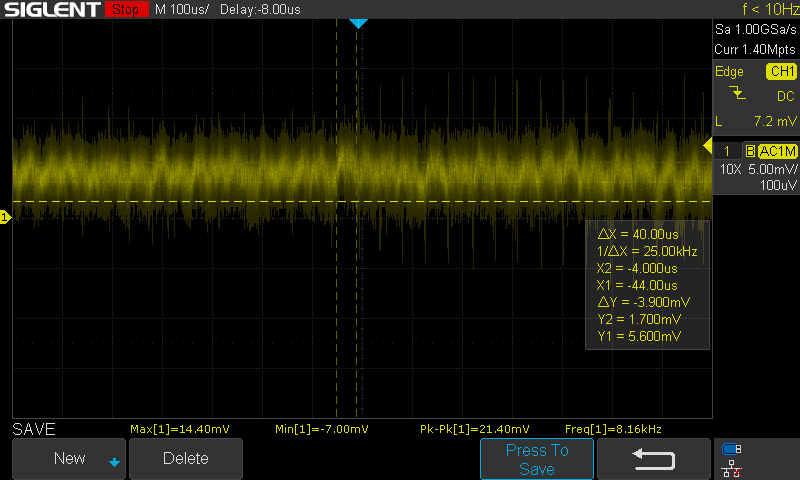 SIGLENT Stop M 100us/ Delay:-8.00us f < 10Hz
Sa 1.00GSa/s
Curr 1.40Mpts
Edge CH1
DC
L 7.2 mV
1 B AC1M
10X 5.00mV/
100uV
1
ΔX = 40.00us
1/ΔX = 25.00kHz
X2 = -4.000us
X1 = -44.00us
ΔY = -3.900mV
Y2 = 1.700mV
Y1 = 5.600mV
SAVE Max[1]=14.40mV Min[1]=-7.00mV Pk-Pk[1]=21.40mV Freq[1]=8.16kHz
New Delete Press To
Save